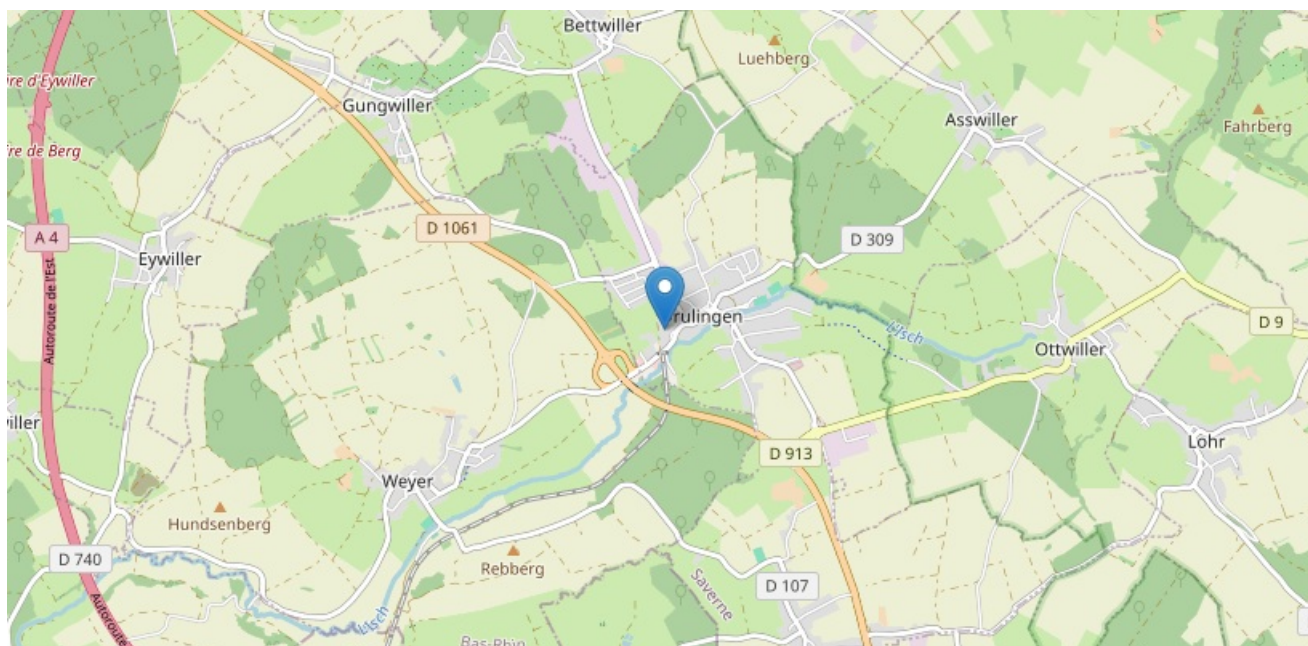 Bettwiller
Luehberg
ire d'Eywiller
Gungwiller
Asswiller
Fahrberg
ire de Berg
D 1061
A 4
D 309
Eywiller
Autoroute de l'Est
rulingen
D 9
L'Isch
Ottwiller
iller
D 913
Lohr
Weyer
Hundsenberg
D 740
Rebberg
Saverne
D 107
Autoroute
L'Isch
Bas-Rhin